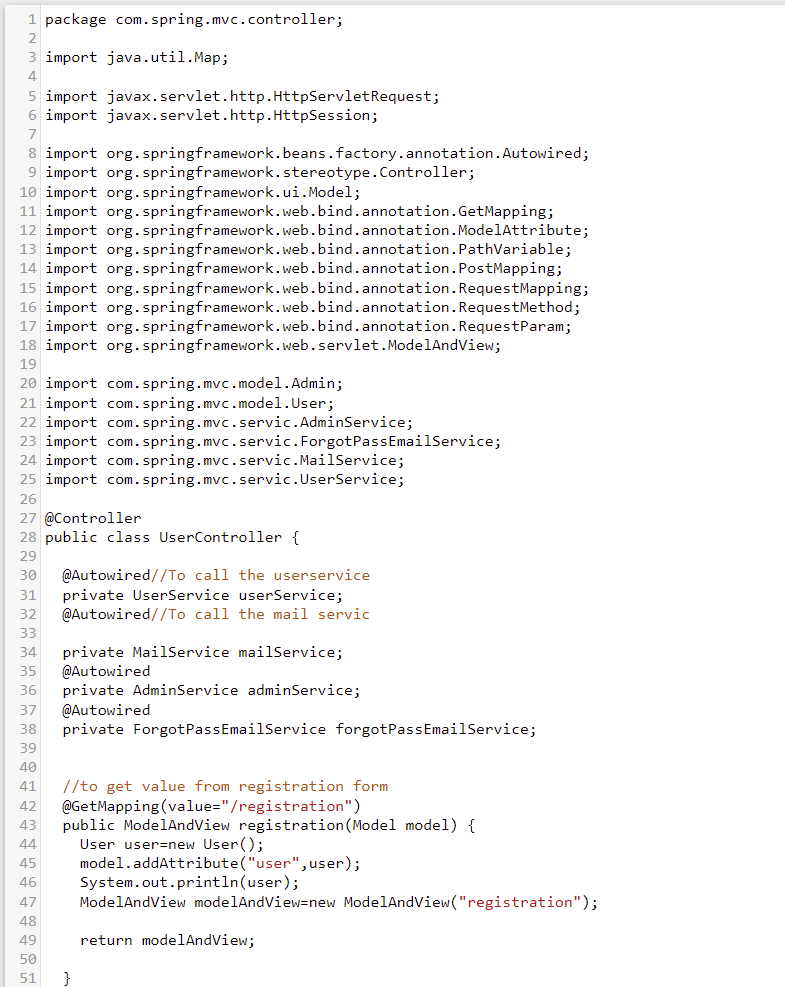 1 package com.spring.mvc.controller;
2
3 import java.util.Map;
4
5 import javax.servlet.http.HttpServletRequest;
6 import javax.servlet.http.HttpSession;
7
8 import org.springframework.beans.factory.annotation.Autowired;
9 import org.springframework.stereotype.Controller;
10 import org.springframework.ui.Model;
11 import org.springframework.web.bind.annotation.GetMapping;
12 import org.springframework.web.bind.annotation.ModelAttribute;
13 import org.springframework.web.bind.annotation.PathVariable;
14 import org.springframework.web.bind.annotation.PostMapping;
15 import org.springframework.web.bind.annotation.RequestMapping;
16 import org.springframework.web.bind.annotation.RequestMethod;
17 import org.springframework.web.bind.annotation.RequestParam;
18 import org.springframework.web.servlet.ModelAndView;
19
20 import com.spring.mvc.model.Admin;
21 import com.spring.mvc.model.User;
22 import com.spring.mvc.servic.AdminService;
23 import com.spring.mvc.servic.ForgotPassEmailService;
24 import com.spring.mvc.servic.MailService;
25 import com.spring.mvc.servic.UserService;
26
27 @Controller
28 public class UserController {
29
30   @Autowired//To call the userservice
31   private UserService userService;
32   @Autowired//To call the mail servic
33
34   private MailService mailService;
35   @Autowired
36   private AdminService adminService;
37   @Autowired
38   private ForgotPassEmailService forgotPassEmailService;
39
40
41   //to get value from registration form
42   @GetMapping(value="/registration")
43   public ModelAndView registration(Model model) {
44     User user=new User();
45     model.addAttribute("user",user);
46     System.out.println(user);
47     ModelAndView modelAndView=new ModelAndView("registration");
48
49     return modelAndView;
50
51   }